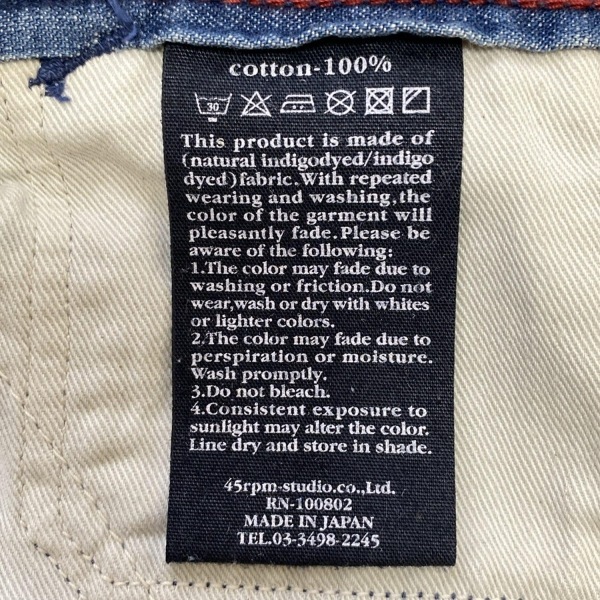 cotton-100%
30
This product is made of
(natural indigodyed/indigo
dyed)fabric.With repeated
wearing and washing,the
color of the garment will
pleasantly fade.Please be
aware of the following:
1.The color may fade due to
washing or friction.Do not
wear,wash or dry with whites
or lighter colors.
2.The color may fade due to
perspiration or moisture.
Wash promptly.
3.Do not bleach.
4.Consistent exposure to
sunlight may alter the color.
Line dry and store in shade.
45rpm-studio.co.,Ltd.
RN-100802
MADE IN JAPAN
TEL.03-3498-2245